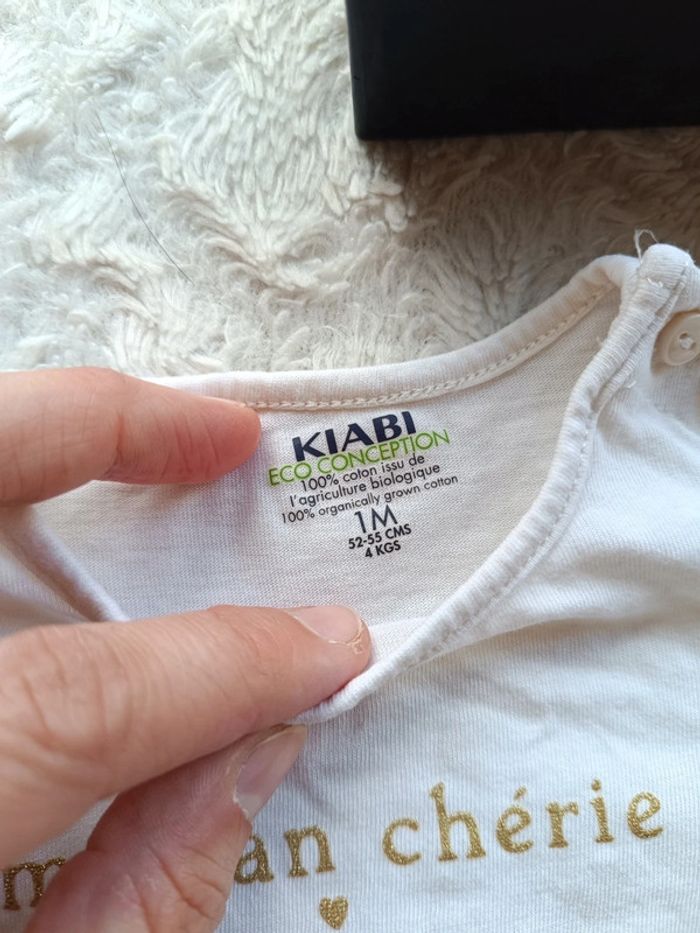 KIABI
ECO CONCEPTION
100% coton issu de
l'agriculture biologique
100% organically grown cotton
1M
52-55 CMS
4 KGS
chérie